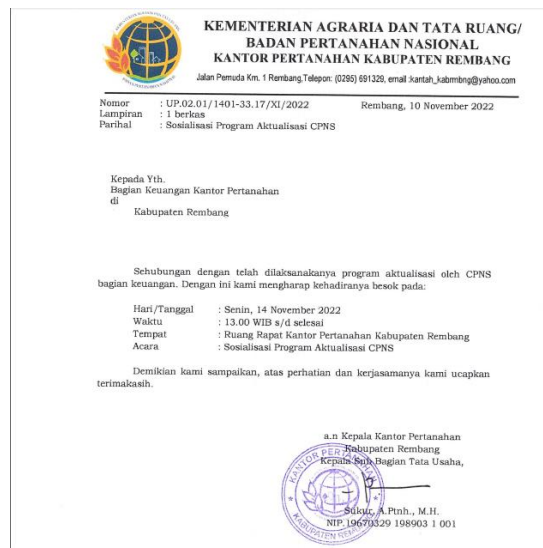 KEMENTERIAN AGRARIA DAN TATA RUANG/
BADAN PERTANAHAN NASIONAL
KANTOR PERTANAHAN KABUPATEN REMBANG
Jalan Pemuda Km. 1 Rembang,Telepon: (0295) 691329, email :kantah_kabrmbng@yahoo.com
Nomor : UP.02.01/1401-33.17/XI/2022 Rembang, 10 November 2022
Lampiran : 1 berkas
Parihal : Sosialisasi Program Aktualisasi CPNS
Kepada Yth.
Bagian Keuangan Kantor Pertanahan
di
Kabupaten Rembang
Sehubungan dengan telah dilaksanakanya program aktualisasi oleh CPNS
bagian keuangan. Dengan ini kami mengharap kehadiranya besok pada:
Hari/Tanggal : Senin, 14 November 2022
Waktu : 13.00 WIB s/d selesai
Tempat : Ruang Rapat Kantor Pertanahan Kabupaten Rembang
Acara : Sosialisasi Program Aktualisasi CPNS
Demikian kami sampaikan, atas perhatian dan kerjasamanya kami ucapkan
terimakasih.
a.n Kepala Kantor Pertanahan
Kabupaten Rembang
Kepala Sub Bagian Tata Usaha,
KANTOR PERTANAHAN
KABUPATEN REMBANG
Sukur, A.Ptnh., M.H.
NIP.19670329 198903 1 001